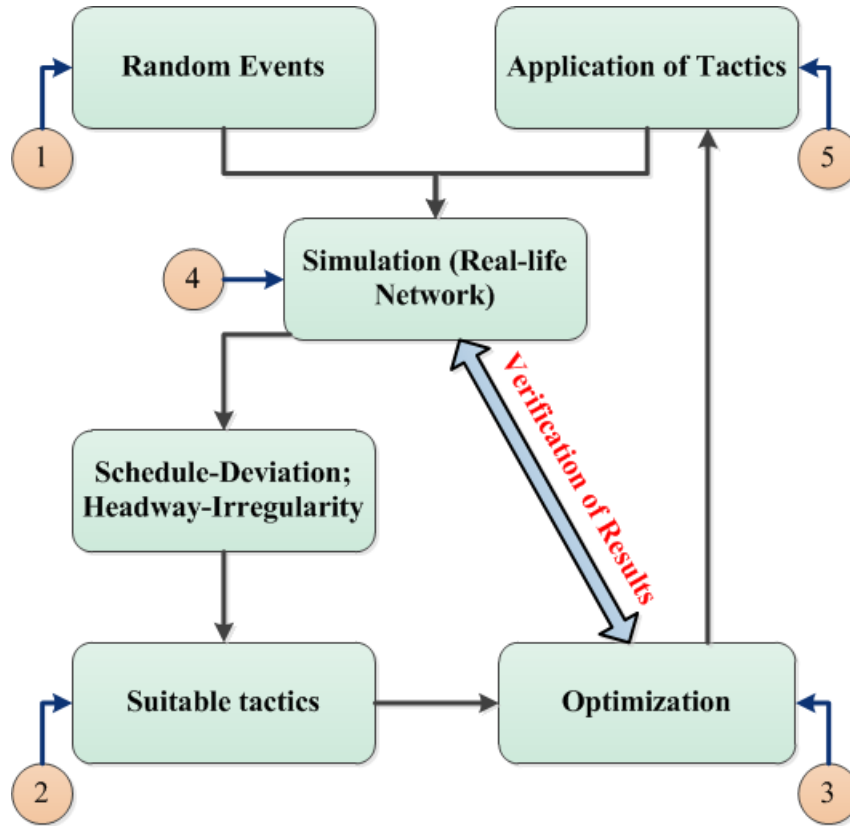 Random Events
Application of Tactics
1
5
Simulation (Real-life
Network)
4
Verification of Results
Schedule-Deviation;
Headway-Irregularity
Suitable tactics
Optimization
2
3